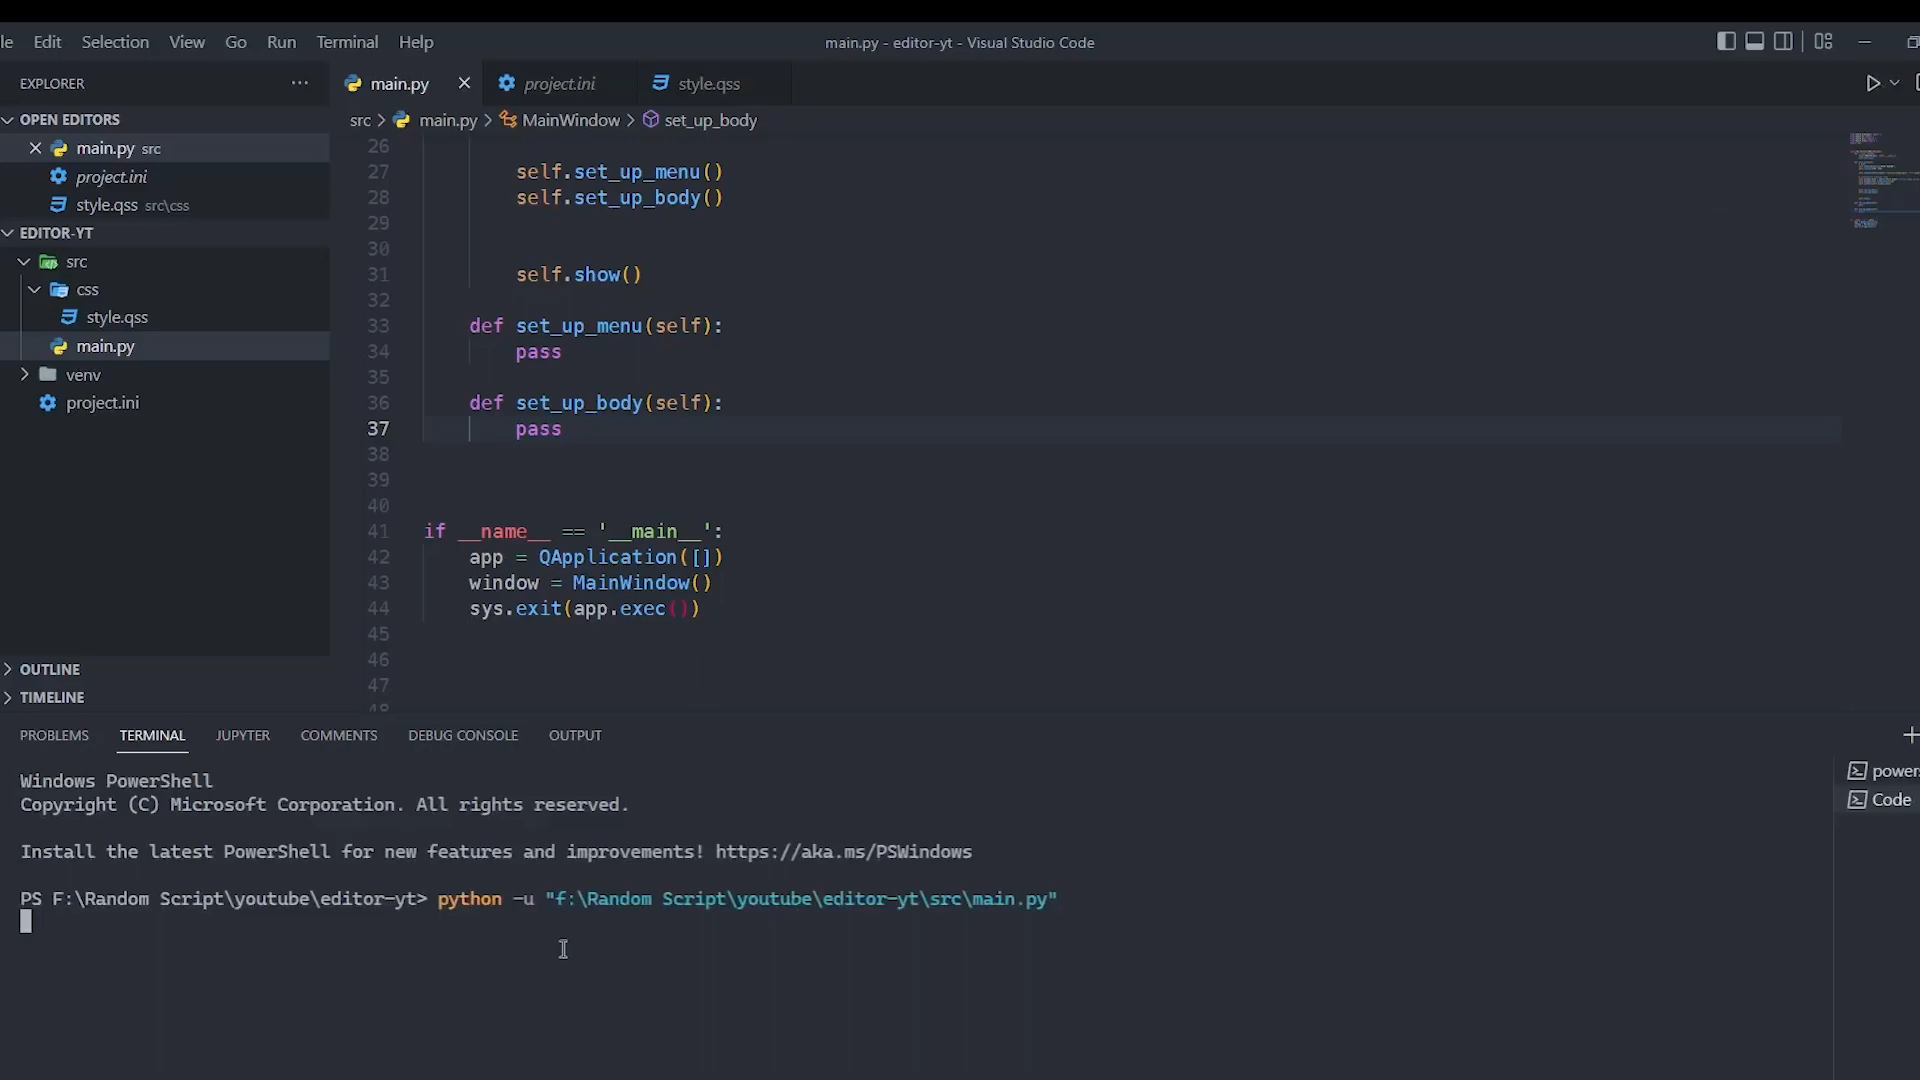 le Edit Selection View Go Run Terminal Help
main.py - editor-yt - Visual Studio Code
EXPLORER
main.py project.ini style.qss
OPEN EDITORS
main.py src
project.ini
style.qss src\css
EDITOR-YT
src
css
style.qss
main.py
venv
project.ini
OUTLINE
TIMELINE
src > main.py > MainWindow > set_up_body
26
27 self.set_up_menu()
28 self.set_up_body()
29
30
31 self.show()
32
33 def set_up_menu(self):
34 pass
35
36 def set_up_body(self):
37 pass
38
39
40
41 if __name__ == '__main__':
42 app = QApplication([])
43 window = MainWindow()
44 sys.exit(app.exec())
45
46
47
48
PROBLEMS TERMINAL JUPYTER COMMENTS DEBUG CONSOLE OUTPUT
Windows PowerShell
Copyright (C) Microsoft Corporation. All rights reserved.
Install the latest PowerShell for new features and improvements! https://aka.ms/PSWindows
PS F:\Random Script\youtube\editor-yt> python -u "f:\Random Script\youtube\editor-yt\src\main.py"
powers
Code